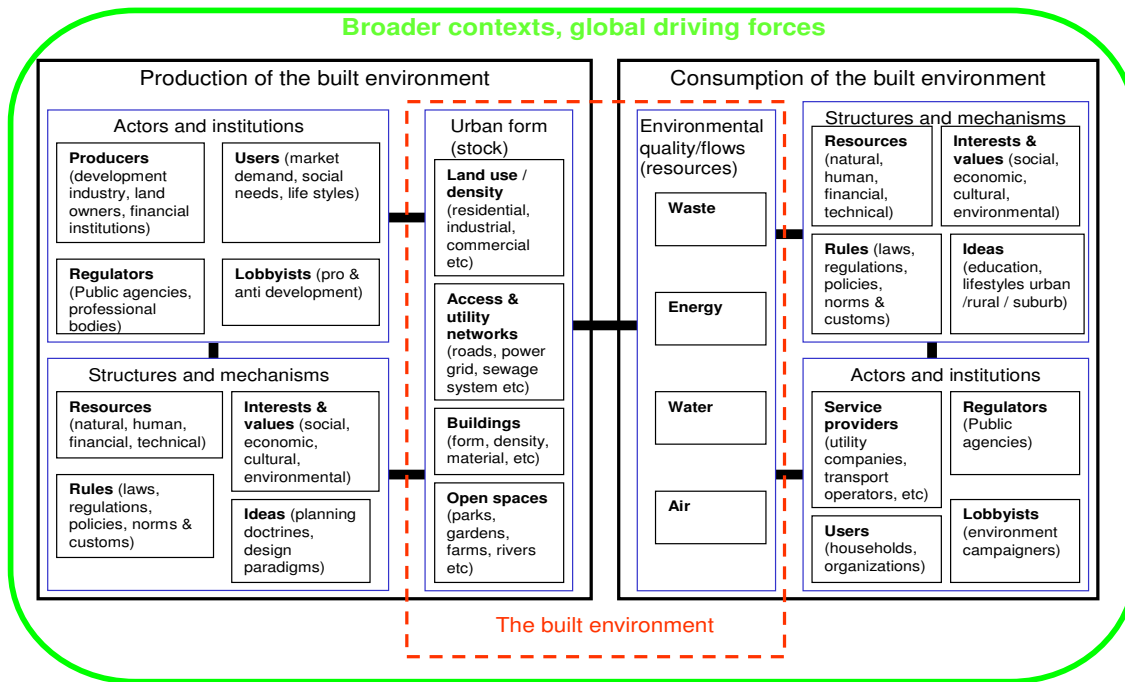 Broader contexts, global driving forces
Production of the built environment
Actors and institutions
Producers
(development
industry, land
owners, financial
institutions)
Users (market
demand, social
needs, life styles)
Regulators
(Public agencies,
professional
bodies)
Lobbyists (pro &
anti development)
Structures and mechanisms
Resources
(natural, human,
financial, technical)
Interests &
values (social,
economic,
cultural,
environmental)
Rules (laws,
regulations,
policies, norms &
customs)
Ideas (planning
doctrines,
design
paradigms)
Urban form
(stock)
Land use /
density
(residential,
industrial,
commercial
etc)
Access &
utility
networks
(roads, power
grid, sewage
system etc)
Buildings
(form, density,
material, etc)
Open spaces
(parks,
gardens,
farms, rivers
etc)
Consumption of the built environment
Environmental
quality/flows
(resources)
Waste
Energy
Water
Air
Structures and mechanisms
Resources
(natural,
human,
financial,
technical)
Interests &
values (social,
economic,
cultural,
environmental)
Rules (laws,
regulations,
policies,
norms &
customs)
Ideas
(education,
lifestyles urban
/rural / suburb)
Actors and institutions
Service
providers
(utility
companies,
transport
operators, etc)
Regulators
(Public
agencies)
Users
(households,
organizations)
Lobbyists
(environment
campaigners)
The built environment